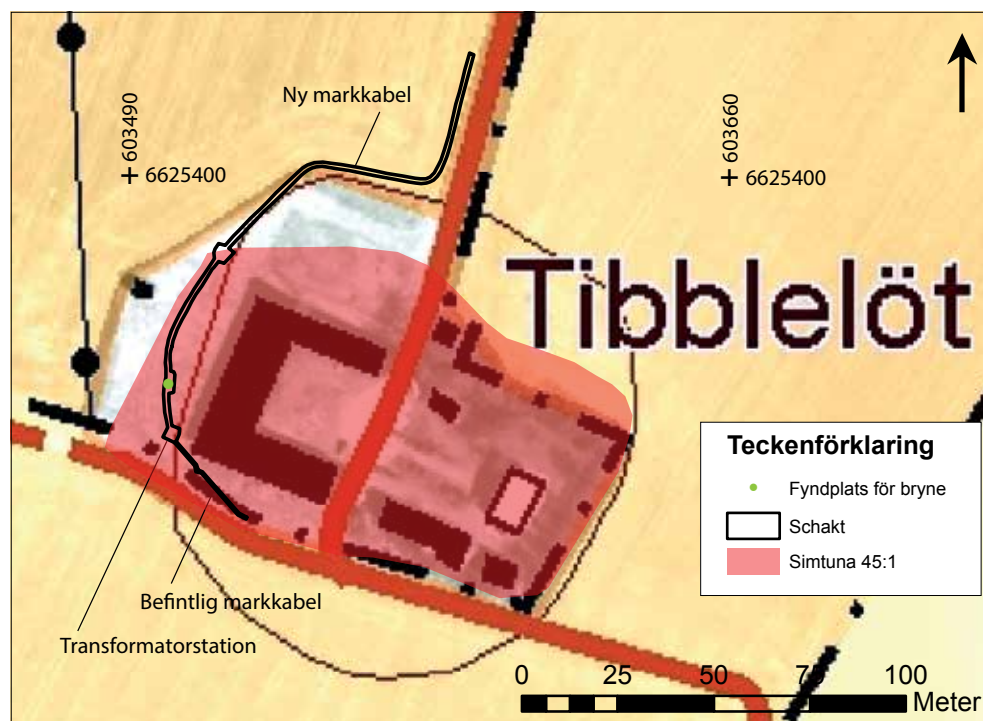 Ny markkabel
603490
6625400
603660
6625400
Tibblelöt
Teckenförklaring
Fyndplats för bryne
Schakt
Simtuna 45:1
Befintlig markkabel
Transformatorstation
0 25 50 75 100
Meter